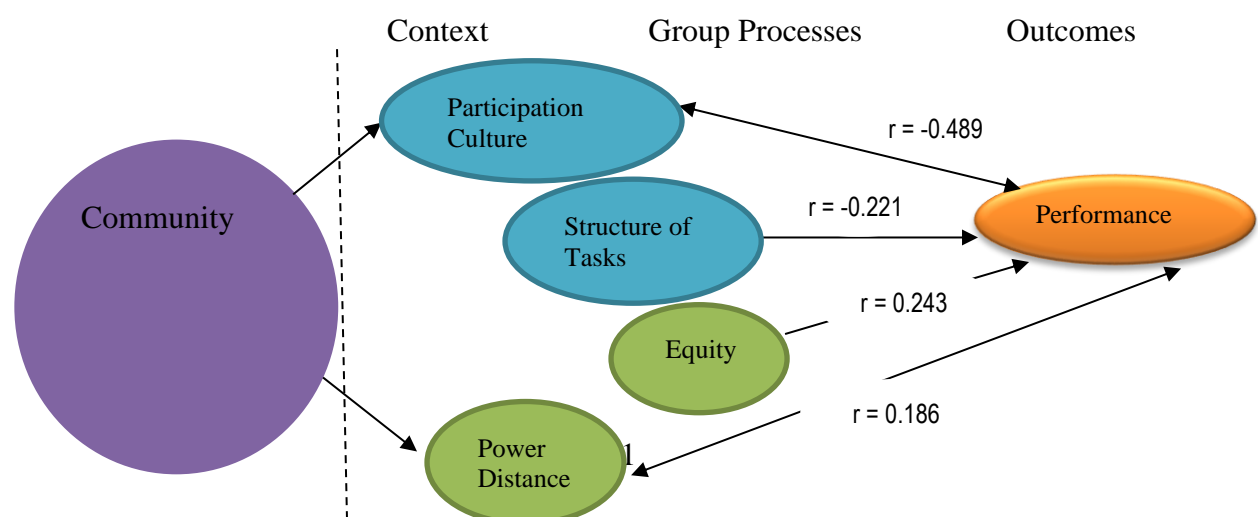 Context
Group Processes
Outcomes
Participation
Culture
r = -0.489
Community
Structure of
Tasks
r = -0.221
Performance
r = 0.243
Equity
r = 0.186
Power
Distance
1